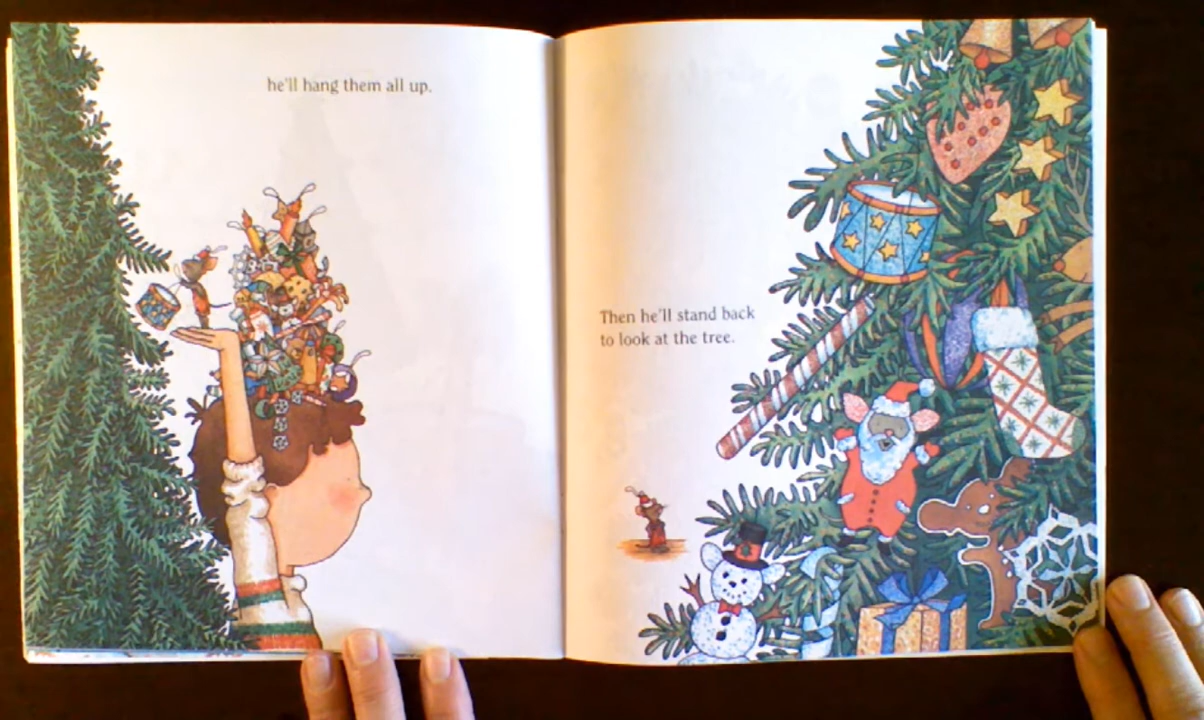 he'll hang them all up.
Then he'll stand back
to look at the tree.